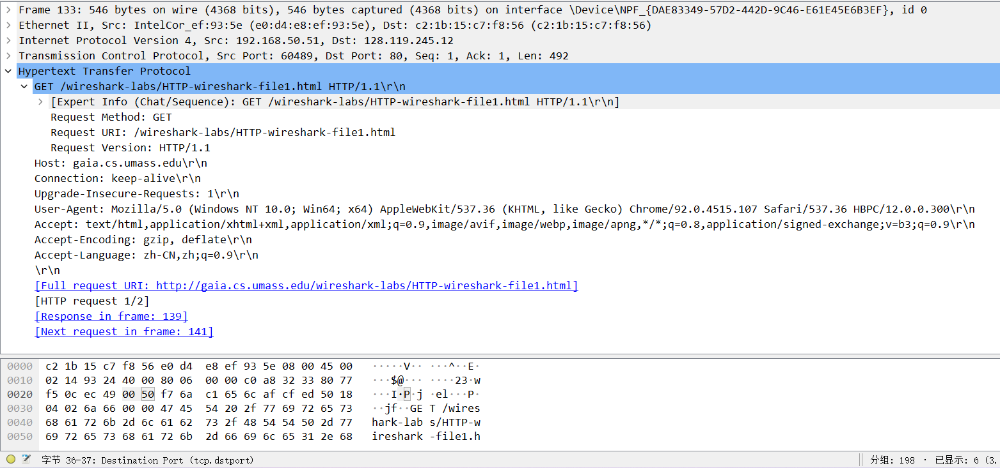 Frame 133: 546 bytes on wire (4368 bits), 546 bytes captured (4368 bits) on interface \Device\NPF_{DAE83349-57D2-442D-9C46-E61E45E6B3EF}, id 0
Ethernet II, Src: IntelCor_ef:93:5e (e0:d4:e8:ef:93:5e), Dst: c2:1b:15:c7:f8:56 (c2:1b:15:c7:f8:56)
Internet Protocol Version 4, Src: 192.168.50.51, Dst: 128.119.245.12
Transmission Control Protocol, Src Port: 60489, Dst Port: 80, Seq: 1, Ack: 1, Len: 492
Hypertext Transfer Protocol
GET /wireshark-labs/HTTP-wireshark-file1.html HTTP/1.1\r\n
[Expert Info (Chat/Sequence): GET /wireshark-labs/HTTP-wireshark-file1.html HTTP/1.1\r\n]
Request Method: GET
Request URI: /wireshark-labs/HTTP-wireshark-file1.html
Request Version: HTTP/1.1
Host: gaia.cs.umass.edu\r\n
Connection: keep-alive\r\n
Upgrade-Insecure-Requests: 1\r\n
User-Agent: Mozilla/5.0 (Windows NT 10.0; Win64; x64) AppleWebKit/537.36 (KHTML, like Gecko) Chrome/92.0.4515.107 Safari/537.36 HBPC/12.0.0.300\r\n
Accept: text/html,application/xhtml+xml,application/xml;q=0.9,image/avif,image/webp,image/apng,*/*;q=0.8,application/signed-exchange;v=b3;q=0.9\r\n
Accept-Encoding: gzip, deflate\r\n
Accept-Language: zh-CN,zh;q=0.9\r\n
\r\n
[Full request URI: http://gaia.cs.umass.edu/wireshark-labs/HTTP-wireshark-file1.html]
[HTTP request 1/2]
[Response in frame: 139]
[Next request in frame: 141]
0000 c2 1b 15 c7 f8 56 e0 d4 e8 ef 93 5e 08 00 45 00 ·····V·· ···^··E·
0010 02 14 93 24 40 00 80 06 00 00 c0 a8 32 33 80 77 ···$@··· ····23·w
0020 f5 0c ec 49 00 50 f7 6a c1 65 6c af cf ed 50 18 ···I·P·j ·el···P·
0030 04 02 6a 66 00 00 47 45 54 20 2f 77 69 72 65 73 ··jf··GE T /wires
0040 68 61 72 6b 2d 6c 61 62 73 2f 48 54 54 50 2d 77 hark-lab s/HTTP-w
0050 69 72 65 73 68 61 72 6b 2d 66 69 6c 65 31 2e 68 ireshark -file1.h
字节 36-37: Destination Port (tcp.dstport) 分组: 198 · 已显示: 6 (3.